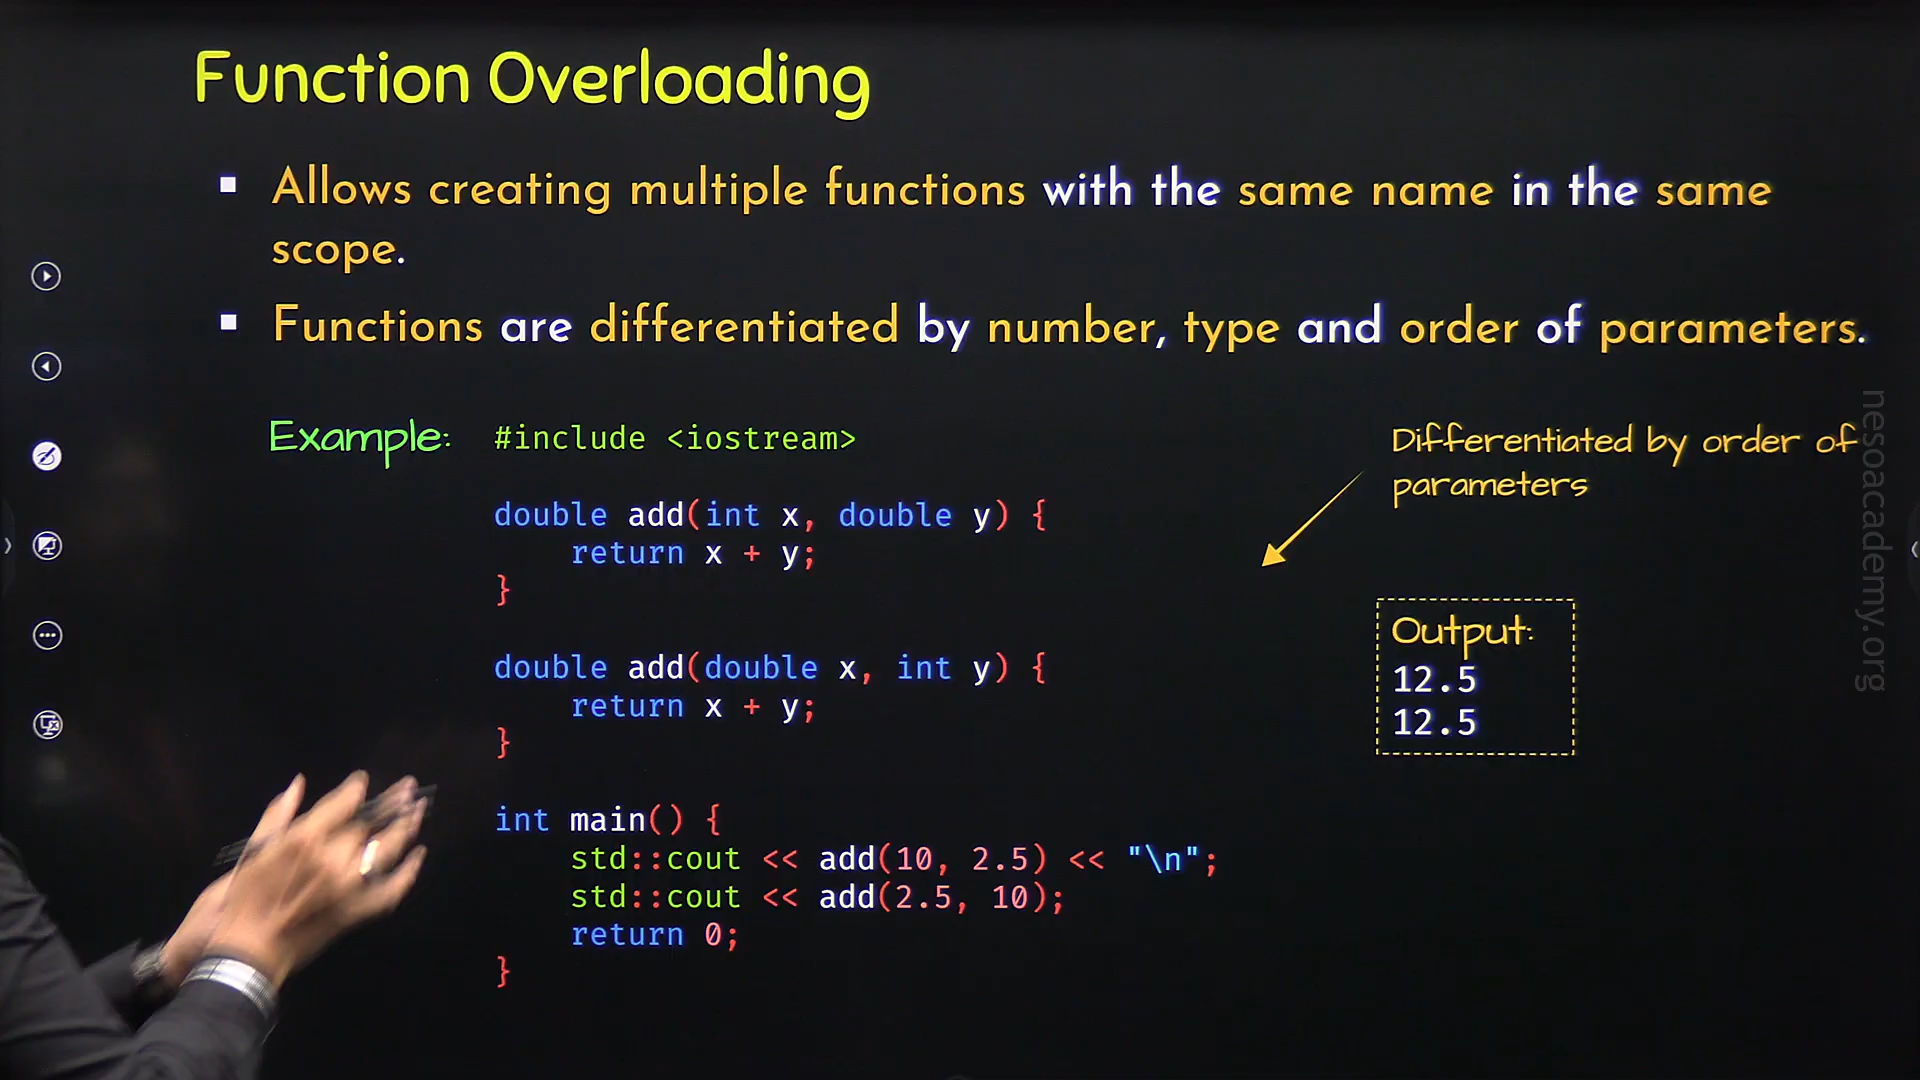 Function Overloading
▪ Allows creating multiple functions with the same name in the same
scope.
▪ Functions are differentiated by number, type and order of parameters.
Example: #include <iostream>
double add(int x, double y) {
    return x + y;
}
double add(double x, int y) {
    return x + y;
}
int main() {
    std::cout << add(10, 2.5) << "\n";
    std::cout << add(2.5, 10);
    return 0;
}
Differentiated by order of
parameters
Output:
12.5
12.5
nesoacademy.org